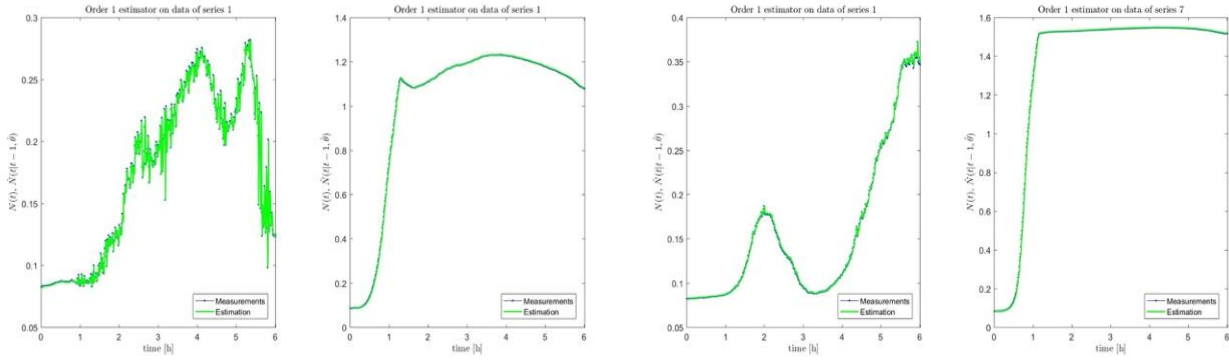 Order 1 estimator on data of series 1
0.3
0.25
0.2
0.15
0.1
0.05
N(t), N̂(t|t − 1, θ̂)
0 1 2 3 4 5 6
time [h]
Measurements
Estimation
Order 1 estimator on data of series 1
1.4
1.2
1
0.8
0.6
0.4
0.2
0
N(t), N̂(t|t − 1, θ̂)
0 1 2 3 4 5 6
time [h]
Measurements
Estimation
Order 1 estimator on data of series 1
0.4
0.35
0.3
0.25
0.2
0.15
0.1
0.05
N(t), N̂(t|t − 1, θ̂)
0 1 2 3 4 5 6
time [h]
Measurements
Estimation
Order 1 estimator on data of series 7
1.6
1.4
1.2
1
0.8
0.6
0.4
0.2
0
N(t), N̂(t|t − 1, θ̂)
0 1 2 3 4 5 6
time [h]
Measurements
Estimation